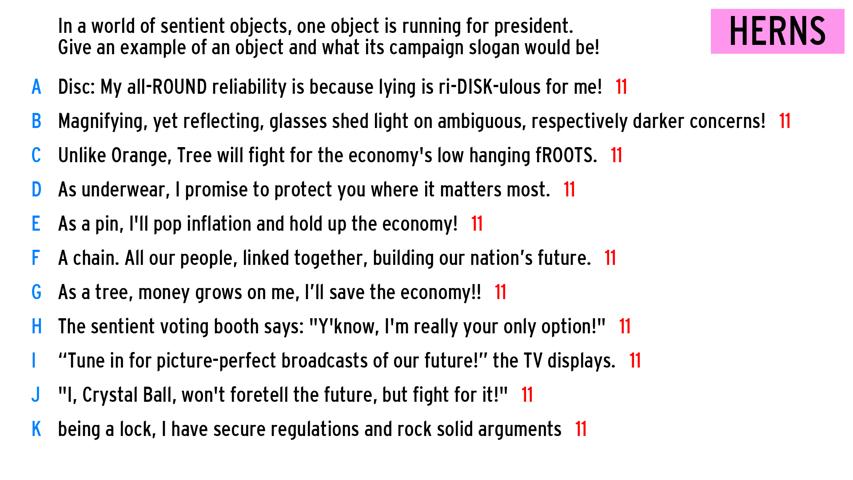 In a world of sentient objects, one object is running for president.
Give an example of an object and what its campaign slogan would be!
HERNS
A Disc: My all-ROUND reliability is because lying is ri-DISK-ulous for me! 11
B Magnifying, yet reflecting, glasses shed light on ambiguous, respectively darker concerns! 11
C Unlike Orange, Tree will fight for the economy's low hanging fROOTS. 11
D As underwear, I promise to protect you where it matters most. 11
E As a pin, I'll pop inflation and hold up the economy! 11
F A chain. All our people, linked together, building our nation’s future. 11
G As a tree, money grows on me, I’ll save the economy!! 11
H The sentient voting booth says: "Y'know, I'm really your only option!" 11
I “Tune in for picture-perfect broadcasts of our future!” the TV displays. 11
J "I, Crystal Ball, won't foretell the future, but fight for it!" 11
K being a lock, I have secure regulations and rock solid arguments 11